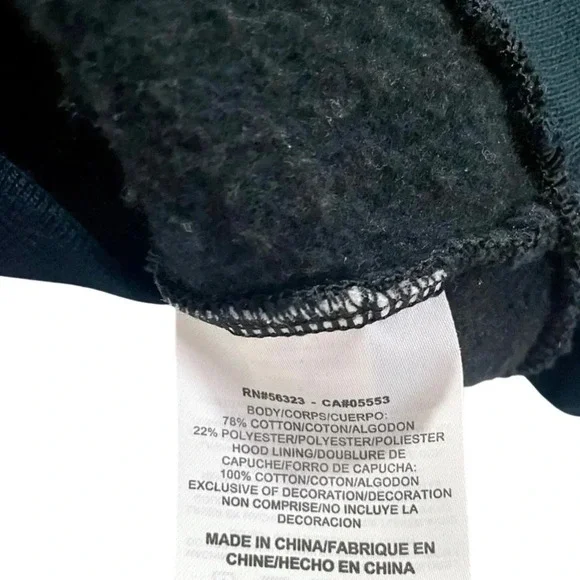 RN#56323 - CA#05553
BODY/CORPS/CUERPO:
78% COTTON/COTON/ALGODON
22% POLYESTER/POLYESTER/POLIESTER
HOOD LINING/DOUBLURE DE
CAPUCHE/FORRO DE CAPUCHA:
100% COTTON/COTON/ALGODON
EXCLUSIVE OF DECORATION/DECORATION
NON COMPRISE/NO INCLUYE LA
DECORACION
MADE IN CHINA/FABRIQUE EN
CHINE/HECHO EN CHINA